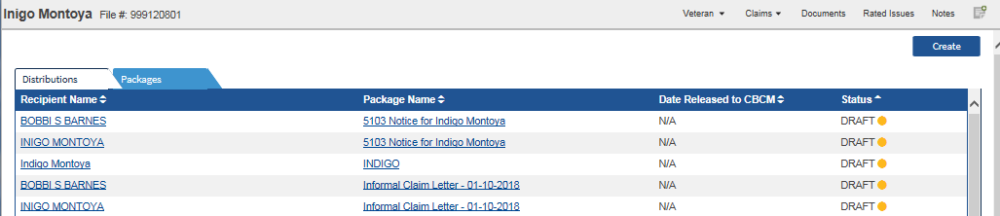 Inigo Montoya File #: 999120801 Veteran Claims Documents Rated Issues Notes
Create
Distributions Packages
Recipient Name Package Name Date Released to CBCM Status
BOBBI S BARNES 5103 Notice for Indigo Montoya N/A DRAFT
INIGO MONTOYA 5103 Notice for Indigo Montoya N/A DRAFT
Indigo Montoya INDIGO N/A DRAFT
BOBBI S BARNES Informal Claim Letter - 01-10-2018 N/A DRAFT
INIGO MONTOYA Informal Claim Letter - 01-10-2018 N/A DRAFT